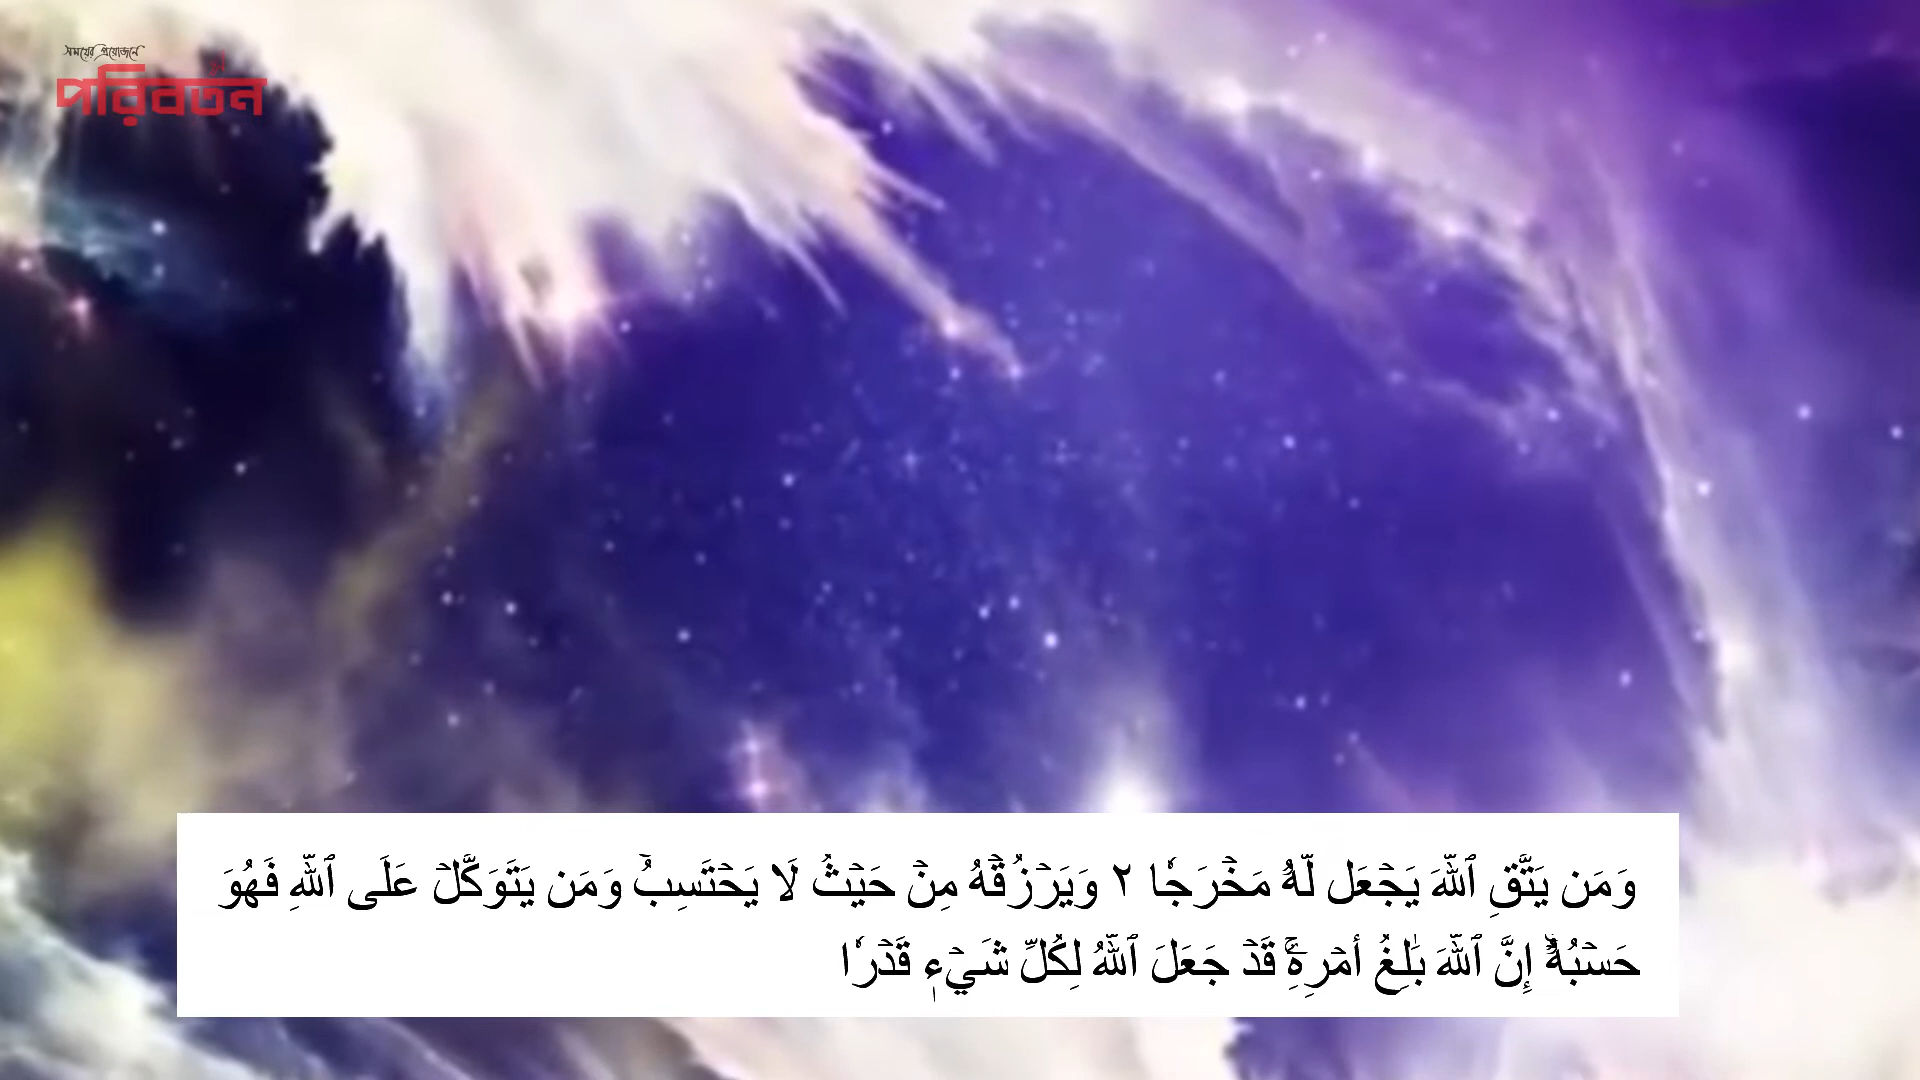 সময়ের প্রয়োজনে
পরিবর্তন
وَمَن يَتَّقِ ٱللَّهَ يَجۡعَل لَّهُۥ مَخۡرَجٗا ٢ وَيَرۡزُقۡهُ مِنۡ حَيۡثُ لَا يَحۡتَسِبُۚ وَمَن يَتَوَكَّلۡ عَلَى ٱللَّهِ فَهُوَ
حَسۡبُهُۥٓۚ إِنَّ ٱللَّهَ بَٰلِغُ أَمۡرِهِۦۚ قَدۡ جَعَلَ ٱللَّهُ لِكُلِّ شَيۡءٖ قَدۡرٗا